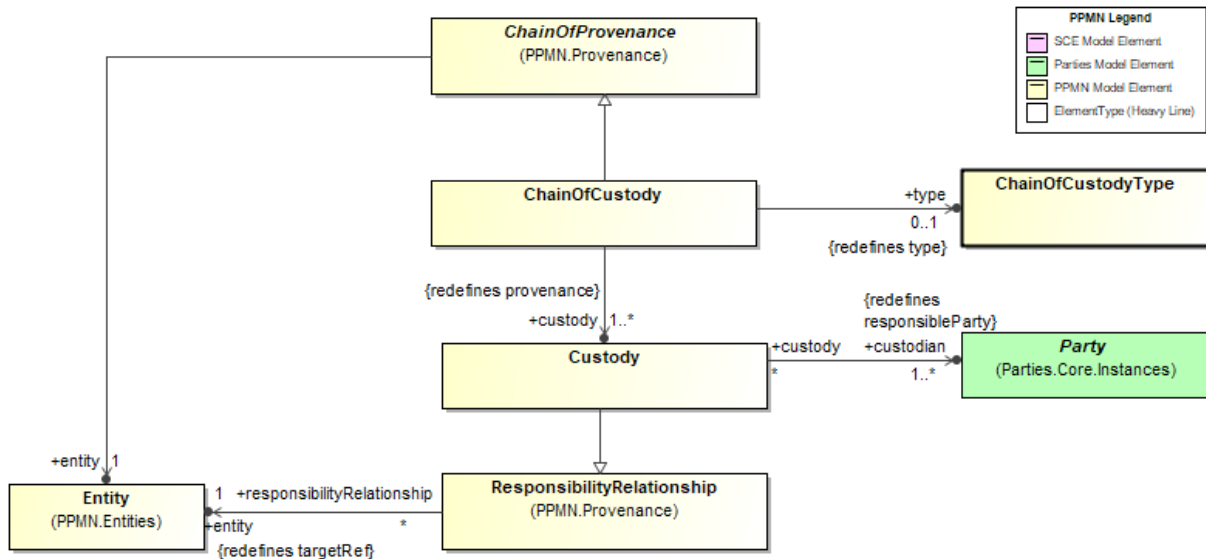 ChainOfProvenance
(PPMN.Provenance)
PPMN Legend
SCE Model Element
Parties Model Element
PPMN Model Element
ElementType (Heavy Line)
ChainOfCustody
+type
0..1
{redefines type}
ChainOfCustodyType
{redefines provenance}
+custody
1..*
{redefines
responsibleParty}
Custody
+custody
*
+custodian
1..*
Party
(Parties.Core.Instances)
+entity
1
Entity
(PPMN.Entities)
1
+responsibilityRelationship
+entity
*
{redefines targetRef}
ResponsibilityRelationship
(PPMN.Provenance)